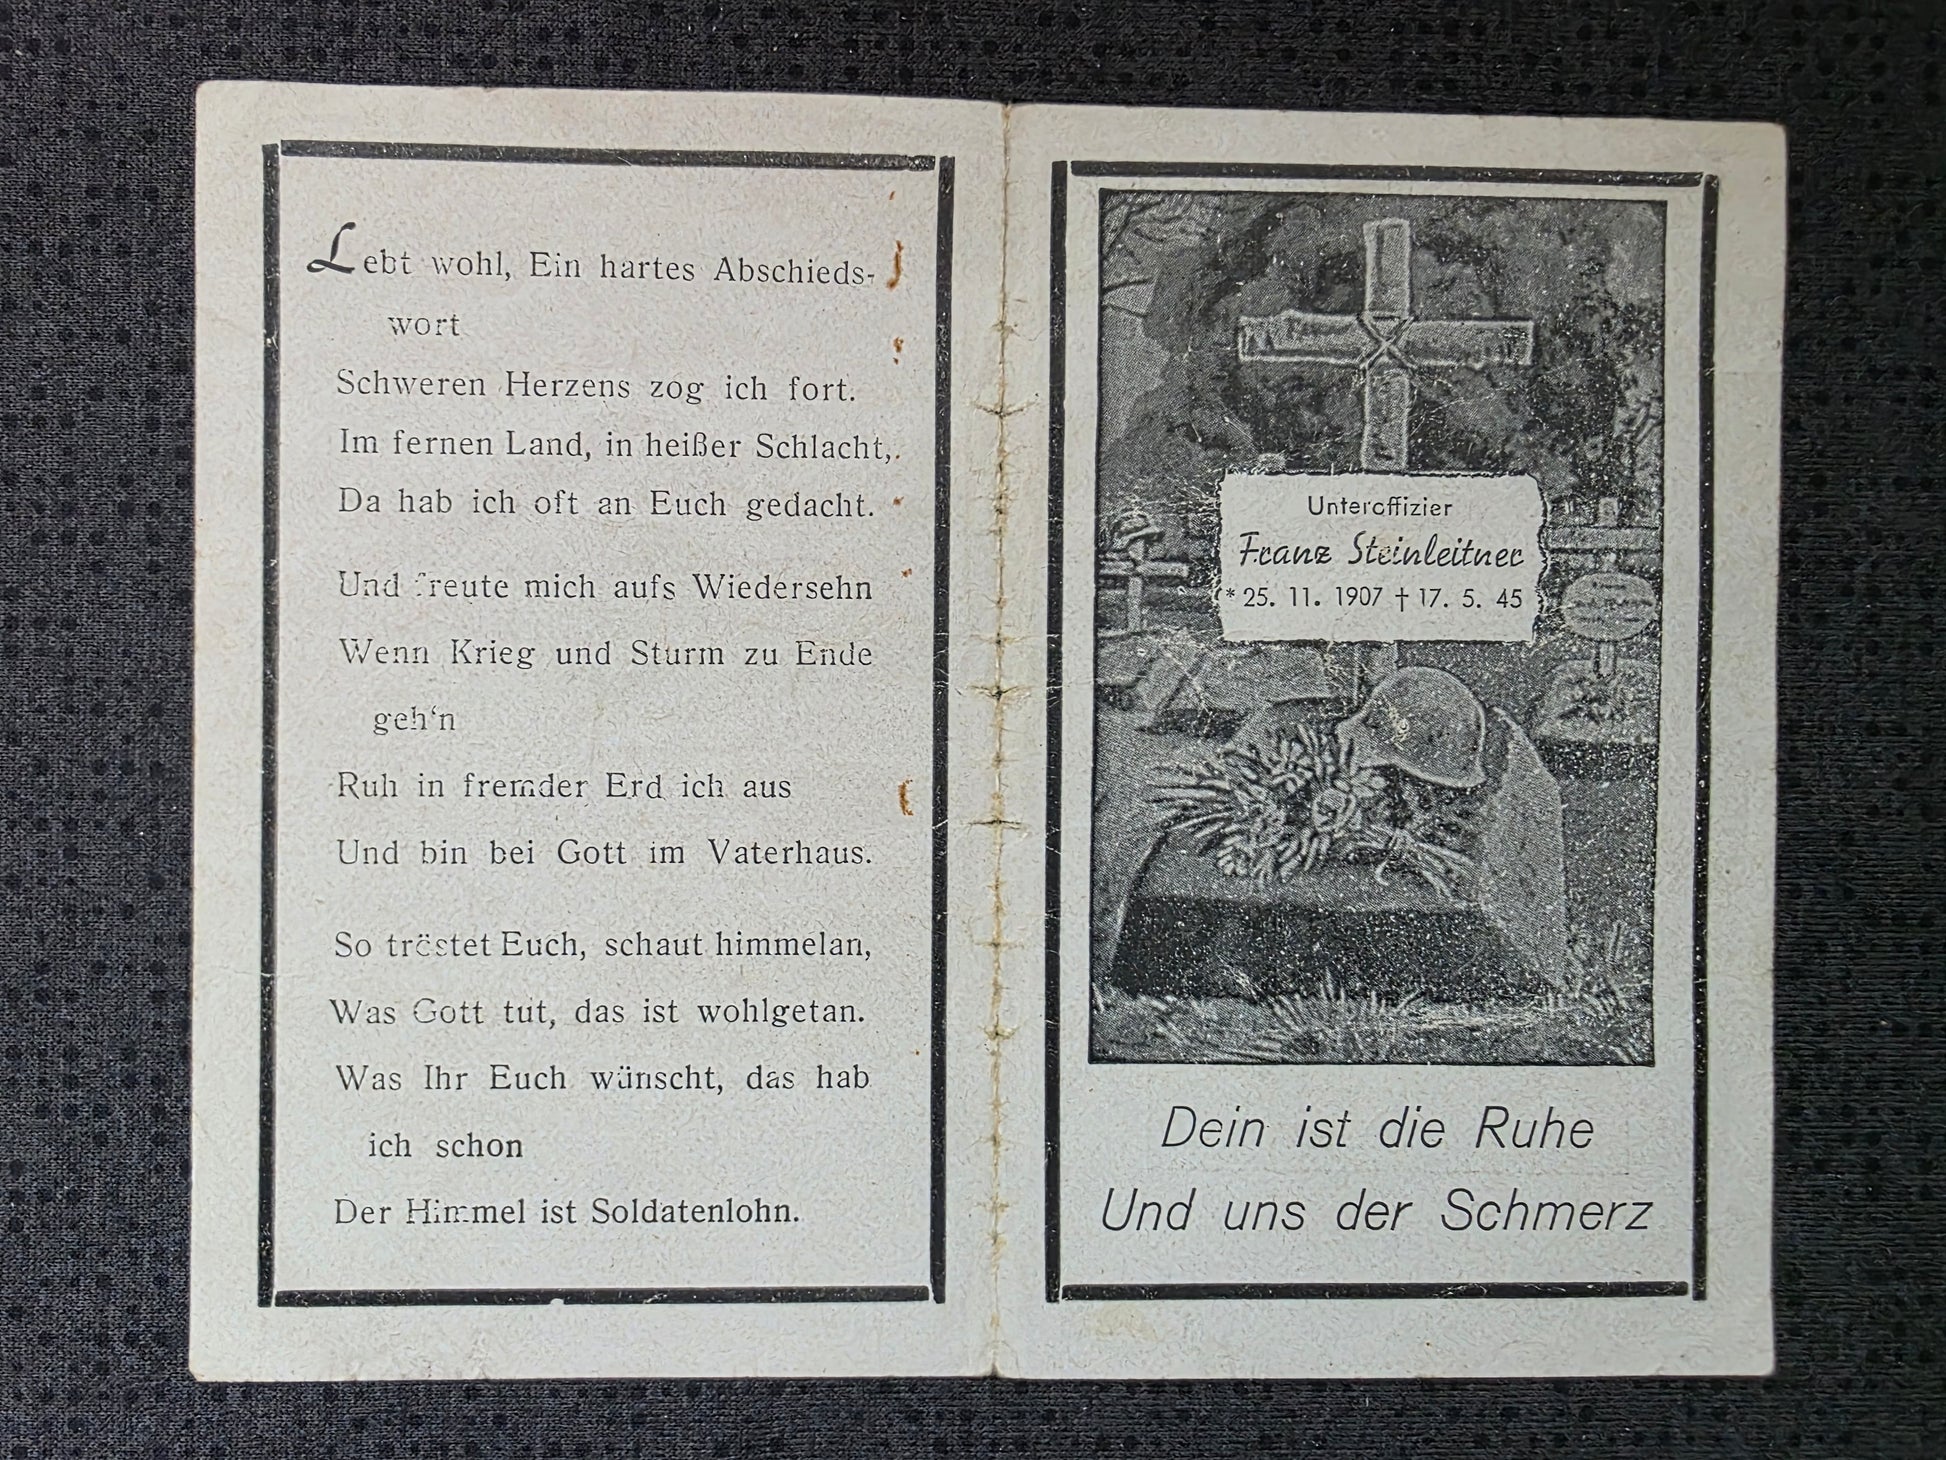 Lebt wohl, Ein hartes Abschieds-
wort
Schweren Herzens zog ich fort.
Im fernen Land, in heißer Schlacht,.
Da hab ich oft an Euch gedacht.
Und freute mich aufs Wiedersehn
Wenn Krieg und Sturm zu Ende
geh‘n
Ruh in fremder Erd ich aus
Und bin bei Gott im Vaterhaus.
So tröstet Euch, schaut himmelan,
Was Gott tut, das ist wohlgetan.
Was Ihr Euch wünscht, das hab
ich schon
Der Himmel ist Soldatenlohn.
Unteroffizier
Franz Steinleitner
* 25. 11. 1907 † 17. 5. 45
Dein ist die Ruhe
Und uns der Schmerz